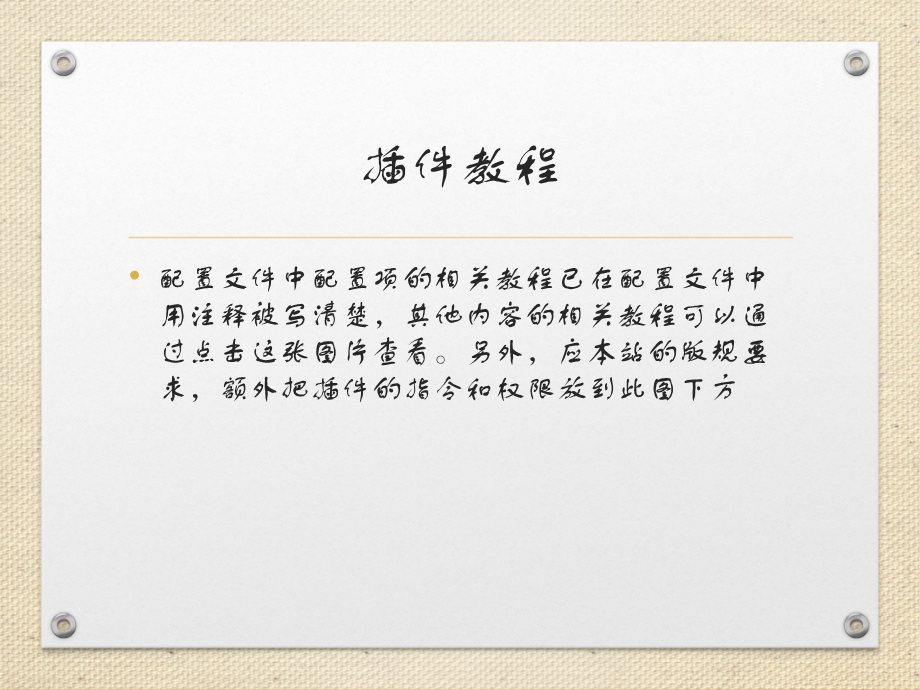 插件教程
配置文件中配置项的相关教程已在配置文件中
用注释被写清楚，其他内容的相关教程可以通
过点击这张图片查看。另外，应本站的版规要
求，额外把插件的指令和权限放到此图下方